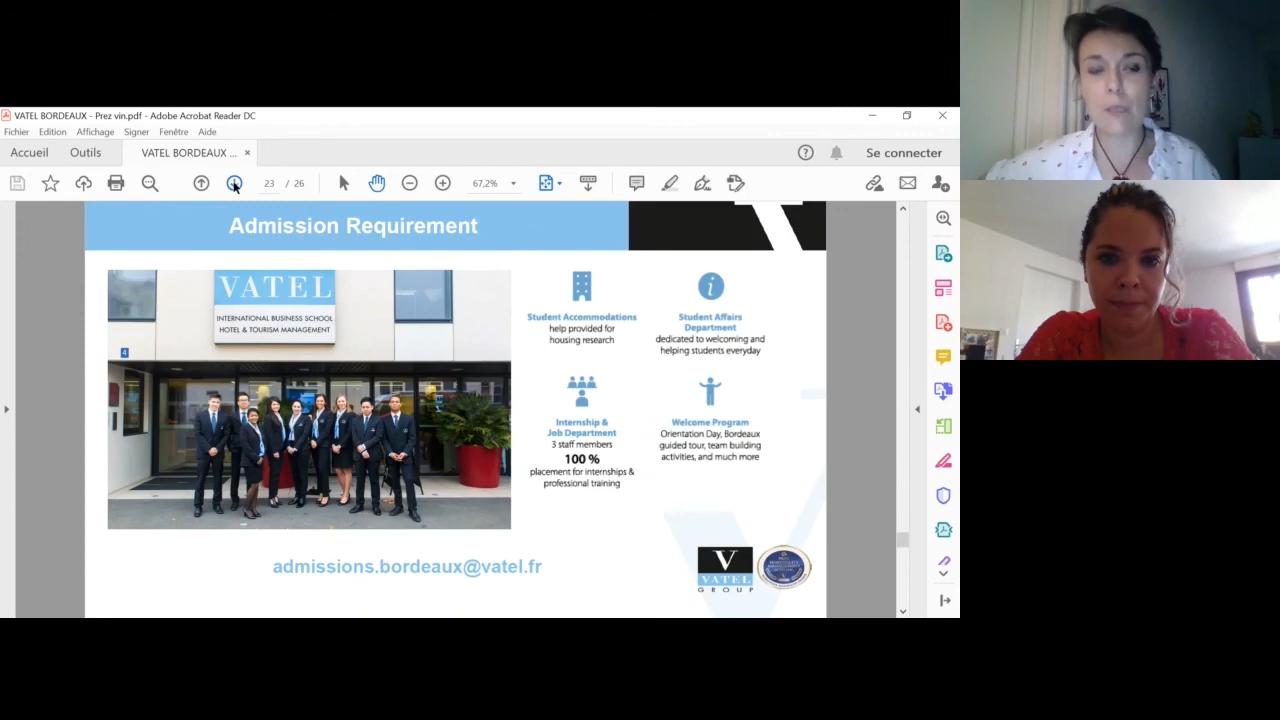 VATEL BORDEAUX - Prez vin.pdf - Adobe Acrobat Reader DC
Fichier Edition Affichage Signer Fenêtre Aide
Accueil Outils VATEL BORDEAUX ... × Se connecter
23 / 26 67,2%
Admission Requirement
VATEL
INTERNATIONAL BUSINESS SCHOOL
HOTEL & TOURISM MANAGEMENT
4
Student Accommodations
help provided for
housing research
Student Affairs
Department
dedicated to welcoming and
helping students everyday
Internship &
Job Department
3 staff members
100 %
placement for internships &
professional training
Welcome Program
Orientation Day, Bordeaux
guided tour, team building
activities, and much more
admissions.bordeaux@vatel.fr
V
VATEL
GROUP